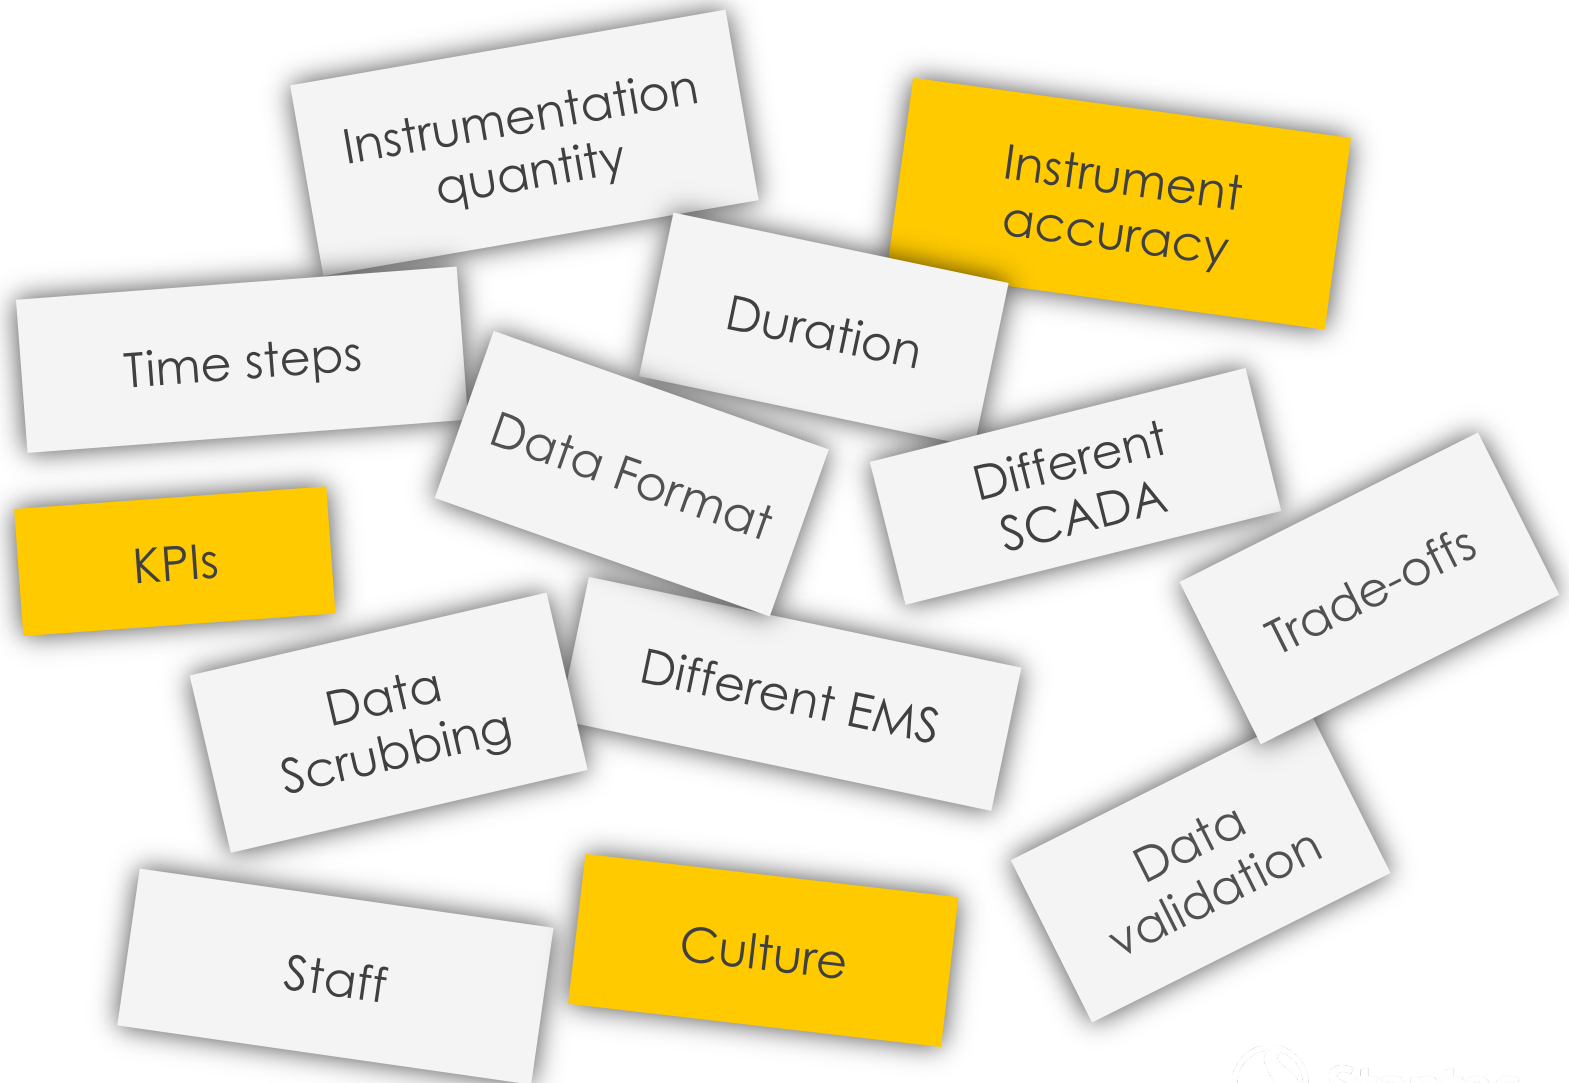 Instrumentation
quantity
Instrument
accuracy
Time steps
Duration
Data Format
Different
SCADA
KPIs
Trade-offs
Data
Scrubbing
Different EMS
Data
validation
Staff
Culture